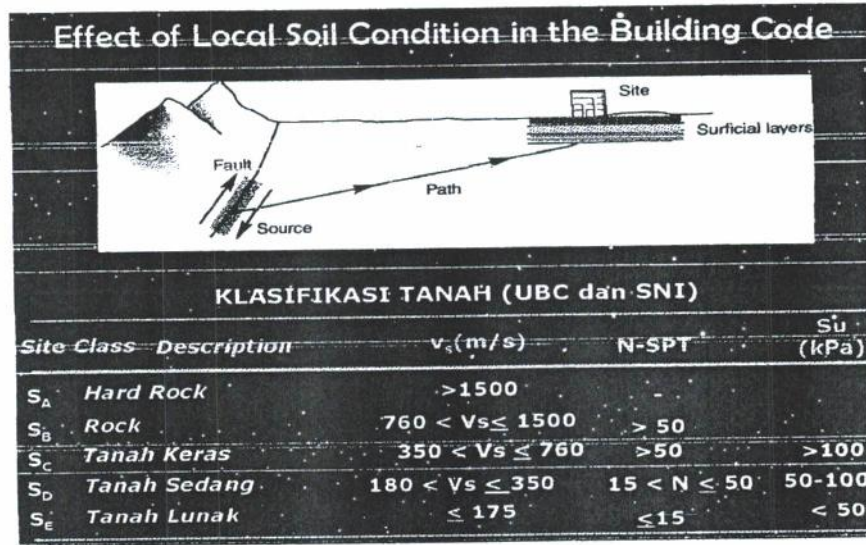 Effect of Local Soil Condition in the Building Code
Site
Surficial layers
Fault
Path
Source
KLASIFIKASI TANAH (UBC dan SNI)
Site Class Description vs(m/s) N-SPT Su (kPa)
SA Hard Rock >1500 -
SB Rock 760 < Vs ≤ 1500 > 50
SC Tanah Keras 350 < Vs ≤ 760 >50 >100
SD Tanah Sedang 180 < Vs ≤ 350 15 < N ≤ 50 50-100
SE Tanah Lunak ≤ 175 ≤15 < 50